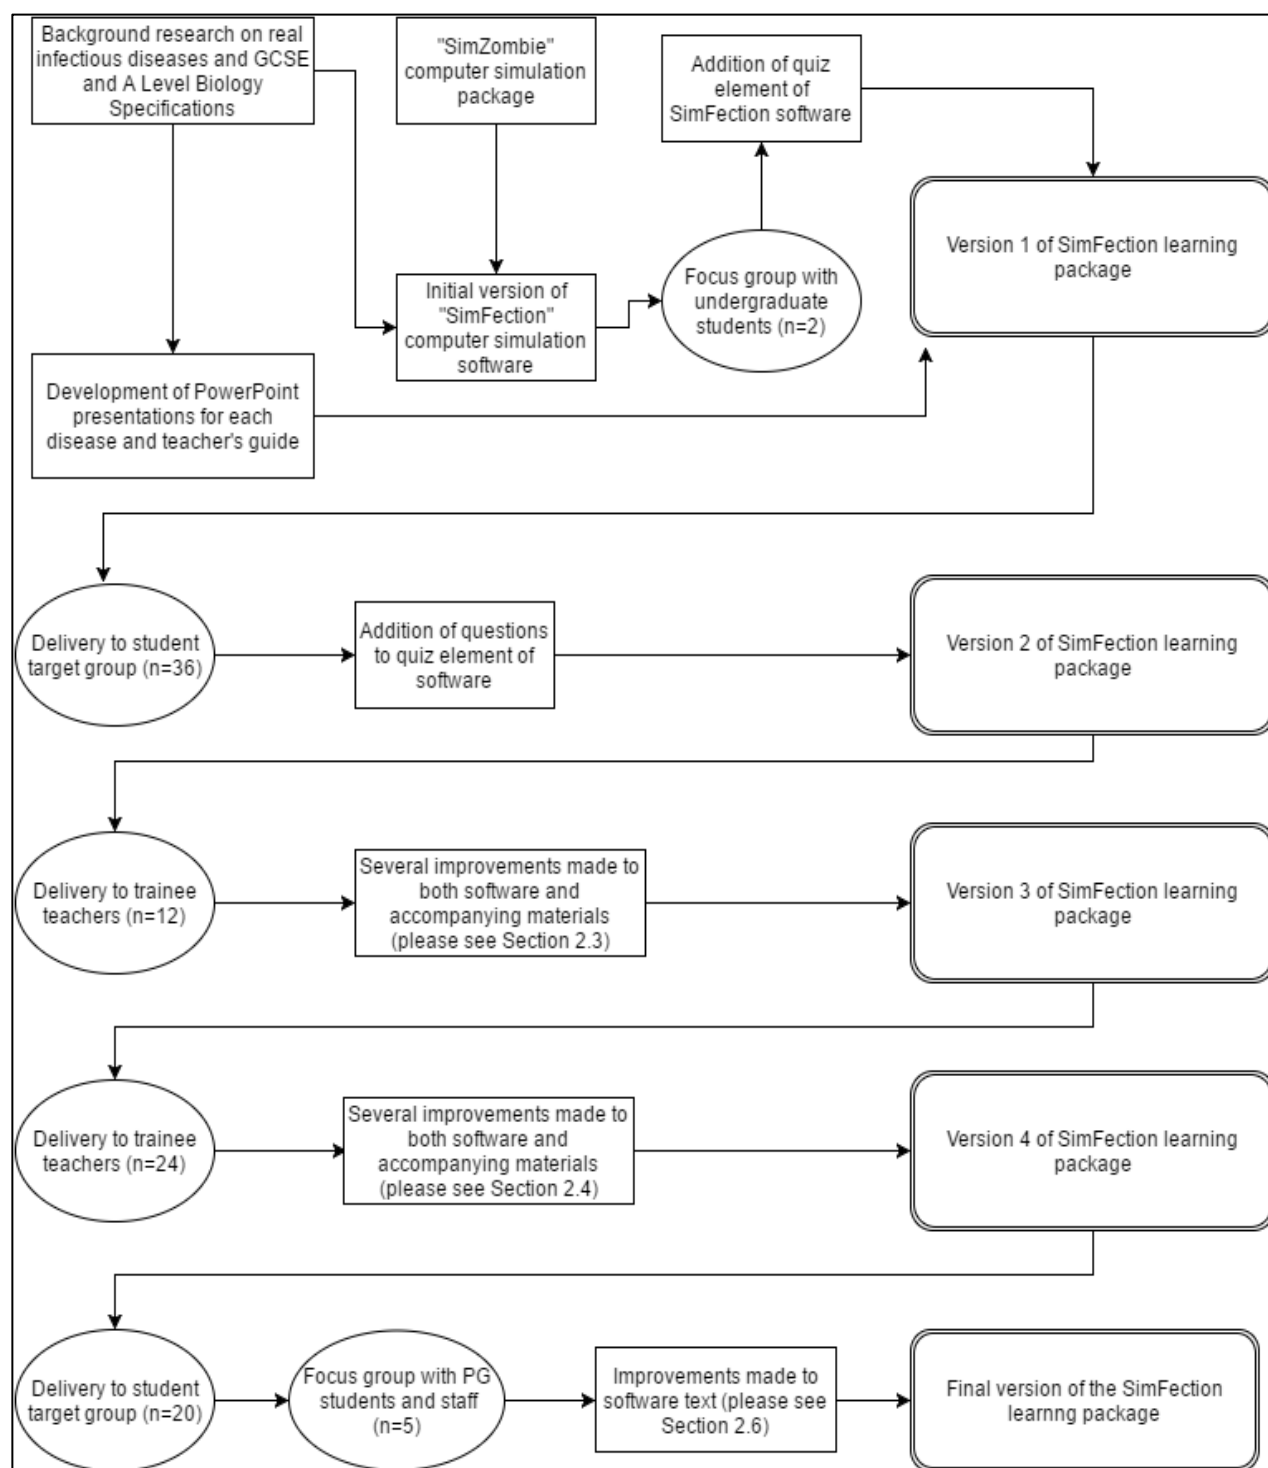 Background research on real
infectious diseases and GCSE
and A Level Biology
Specifications
"SimZombie"
computer simulation
package
Addition of quiz
element of
SimFection software
Version 1 of SimFection learning
package
Initial version of
"SimFection"
computer simulation
software
Focus group with
undergraduate
students (n=2)
Development of PowerPoint
presentations for each
disease and teacher's guide
Delivery to student
target group (n=36)
Addition of questions
to quiz element of
software
Version 2 of SimFection learning
package
Delivery to trainee
teachers (n=12)
Several improvements made to
both software and
accompanying materials
(please see Section 2.3)
Version 3 of SimFection learning
package
Delivery to trainee
teachers (n=24)
Several improvements made to
both software and
accompanying materials
(please see Section 2.4)
Version 4 of SimFection learning
package
Delivery to student
target group (n=20)
Focus group with PG
students and staff
(n=5)
Improvements made to
software text (please see
Section 2.6)
Final version of the SimFection
learnng package